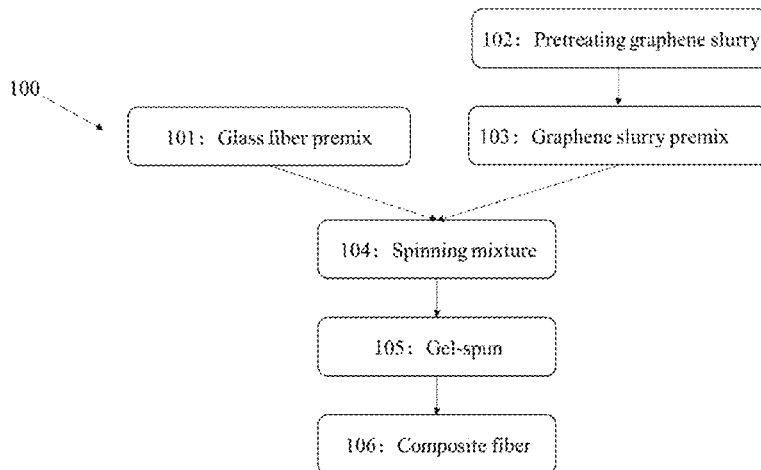 102: Pretreating graphene slurry
100
101: Glass fiber premix
103: Graphene slurry premix
104: Spinning mixture
105: Gel-spun
106: Composite fiber